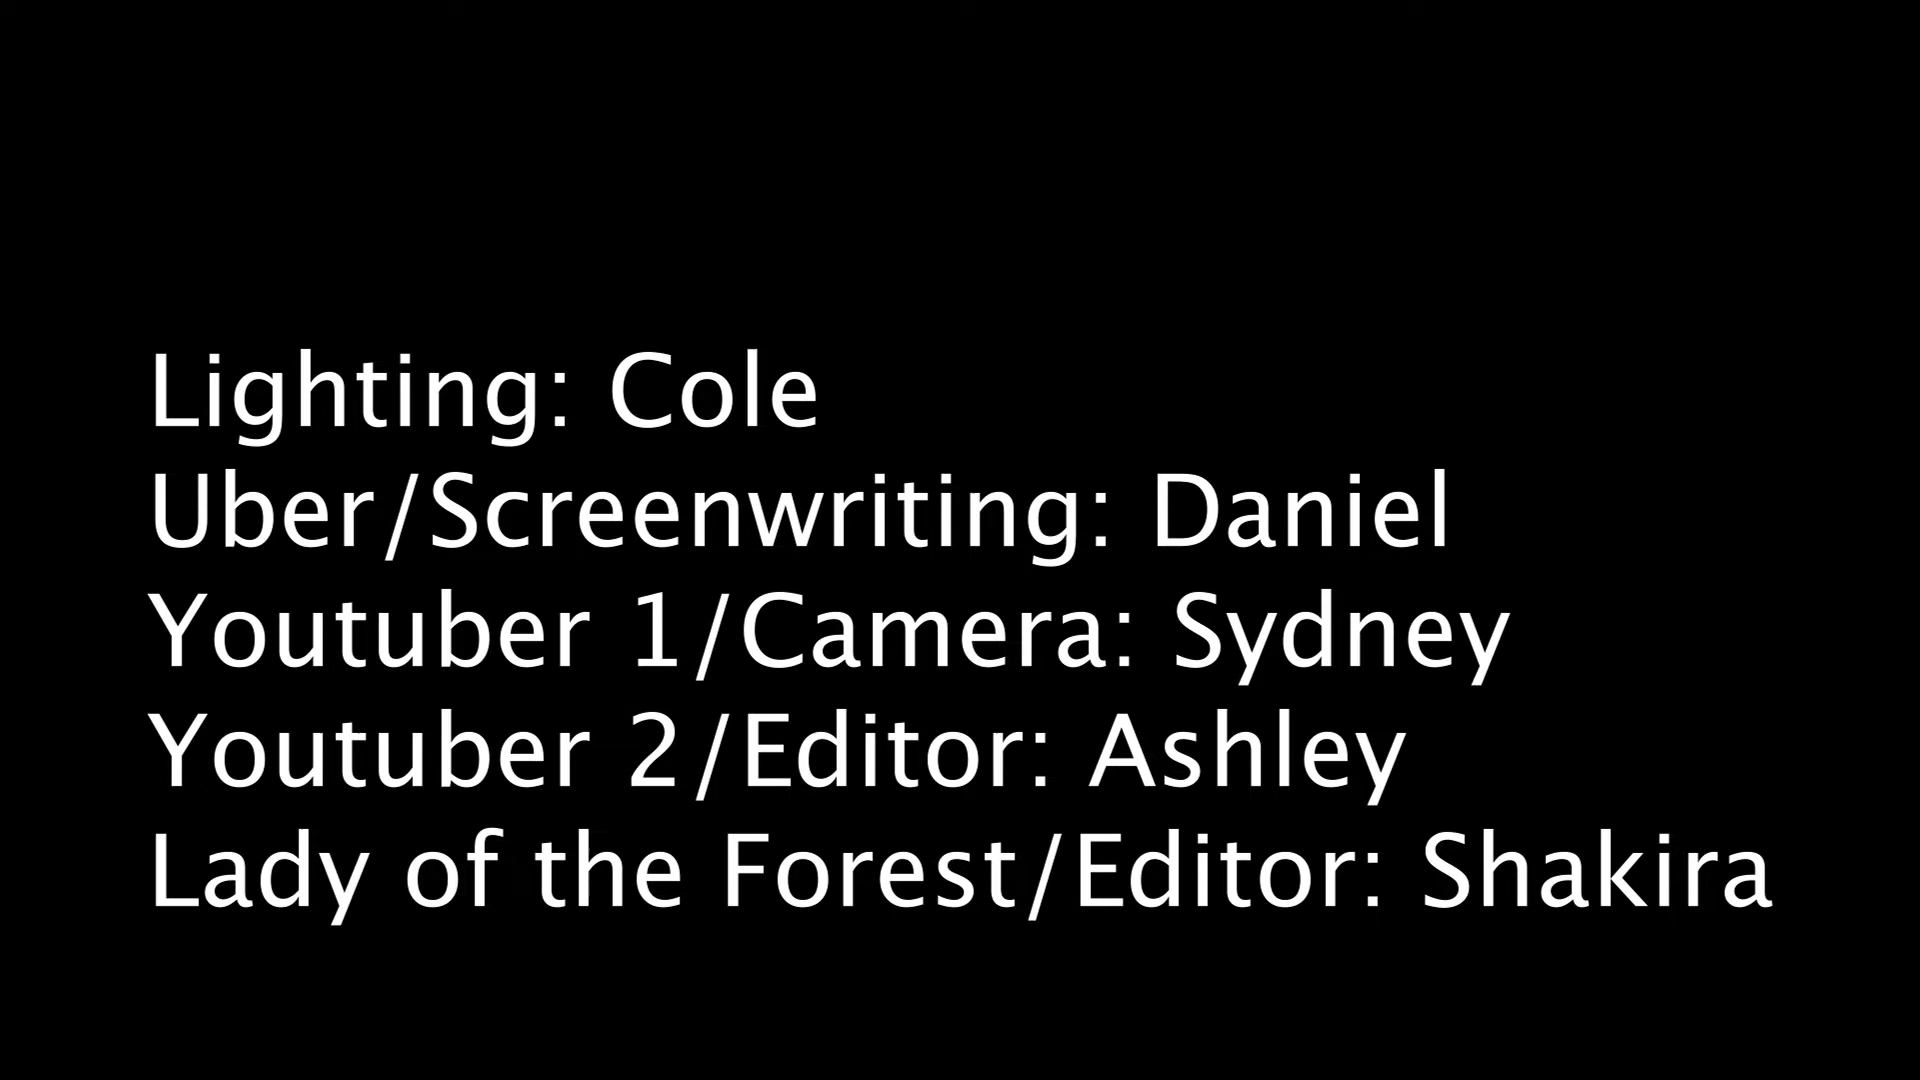 Lighting: Cole
Uber/Screenwriting: Daniel
Youtuber 1/Camera: Sydney
Youtuber 2/Editor: Ashley
Lady of the Forest/Editor: Shakira